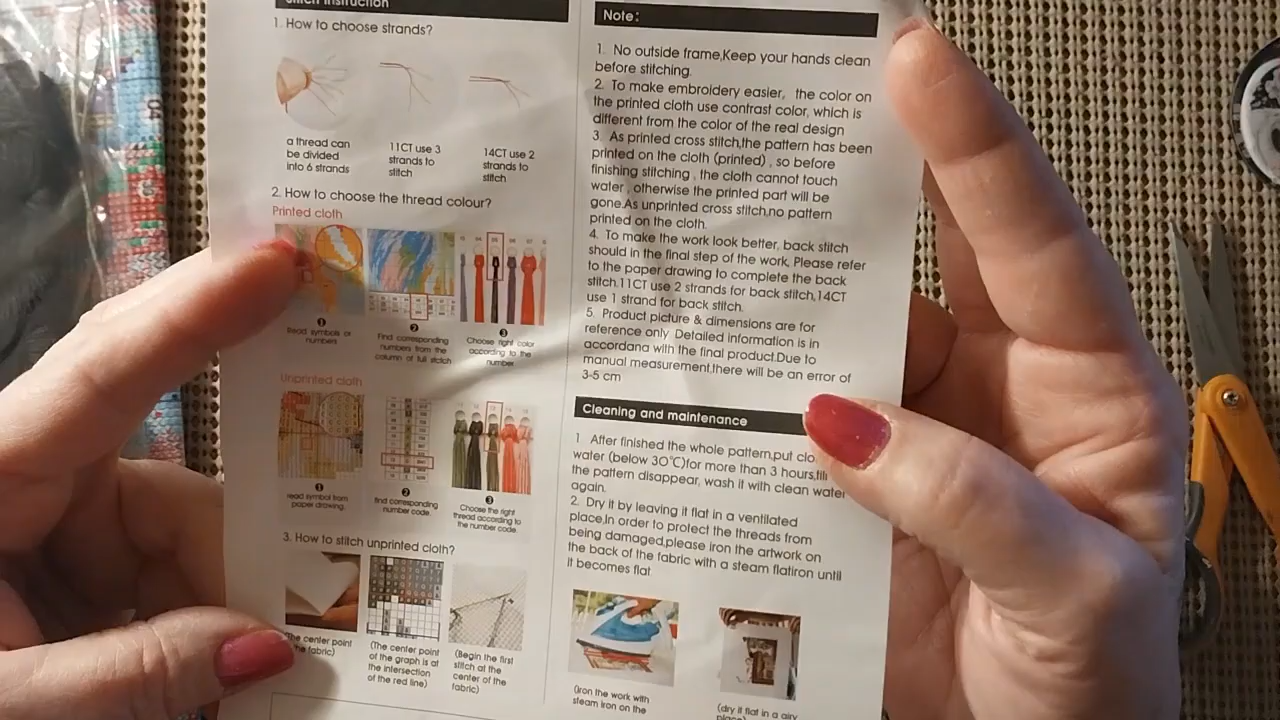 Stitch Instruction
1. How to choose strands?
a thread can
be divided
into 6 strands
11CT use 3
strands to
stitch
14CT use 2
strands to
stitch
2. How to choose the thread colour?
Printed cloth
1
Read symbols or
numbers
2
Find corresponding
numbers from the
column of full stitch
3
Choose right color
according to the
number
Unprinted cloth
1
read symbol from
paper drawing.
2
find corresponding
number code.
3
Choose the right
thread according to
the number code.
3. How to stitch unprinted cloth?
(The center point
fabric)
(The center point
of the graph is at
the intersection
of the red line)
(Begin the first
stitch at the
center of the
fabric)
Note:
1. No outside frame,Keep your hands clean
before stitching.
2. To make embroidery easier, the color on
the printed cloth use contrast color, which is
different from the color of the real design
3. As printed cross stitch,the pattern has been
printed on the cloth (printed) , so before
finishing stitching , the cloth cannot touch
water , otherwise the printed part will be
gone.As unprinted cross stitch,no pattern
printed on the cloth.
4. To make the work look better, back stitch
should in the final step of the work, Please refer
to the paper drawing to complete the back
stitch.11CT use 2 strands for back stitch,14CT
use 1 strand for back stitch.
5. Product picture & dimensions are for
reference only Detailed information is in
accordana with the final product.Due to
manual measurement,there will be an error of
3-5 cm
Cleaning and maintenance
1 After finished the whole pattern,put
water (below 30°C)for more than 3 hours,
the pattern disappear, wash it with clean water
again.
2. Dry it by leaving it flat in a ventilated
place,In order to protect the threads from
being damaged,please iron the artwork on
the back of the fabric with a steam flatiron until
it becomes flat
(Iron the work with
steam iron on the
(dry it flat in a airy
place)